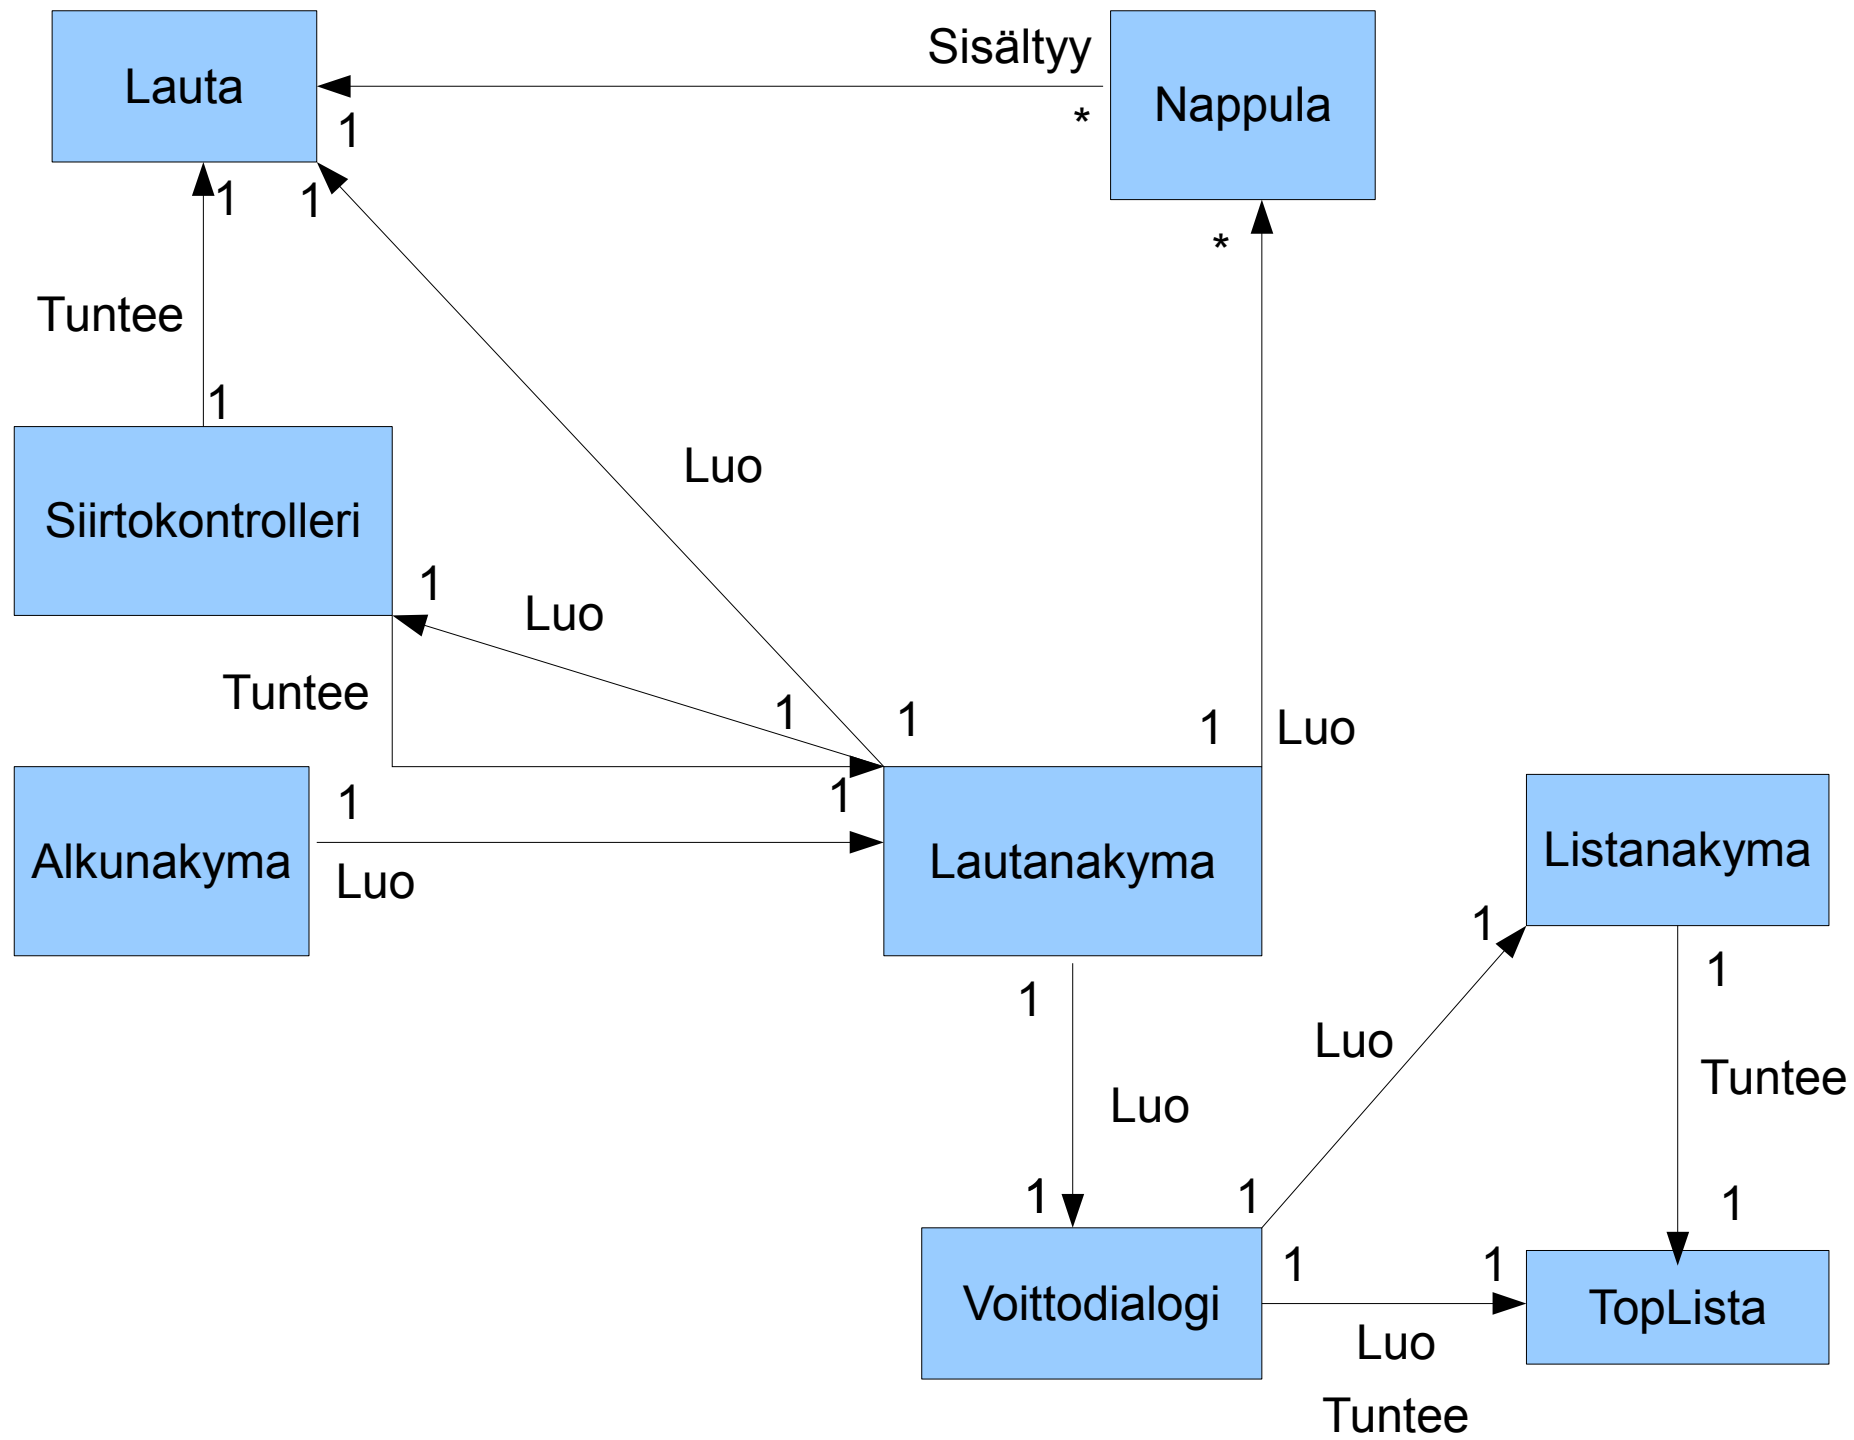 Sisältyy
Lauta
Nappula
*
1
1
1
*
Tuntee
1
Luo
Siirtokontrolleri
1
Luo
Tuntee
1
1
1
Luo
1
1
Alkunakyma
Luo
Lautanakyma
Listanakyma
1
1
1
Luo
Tuntee
Luo
1
1
1
1
1
Voittodialogi
TopLista
Luo
Tuntee